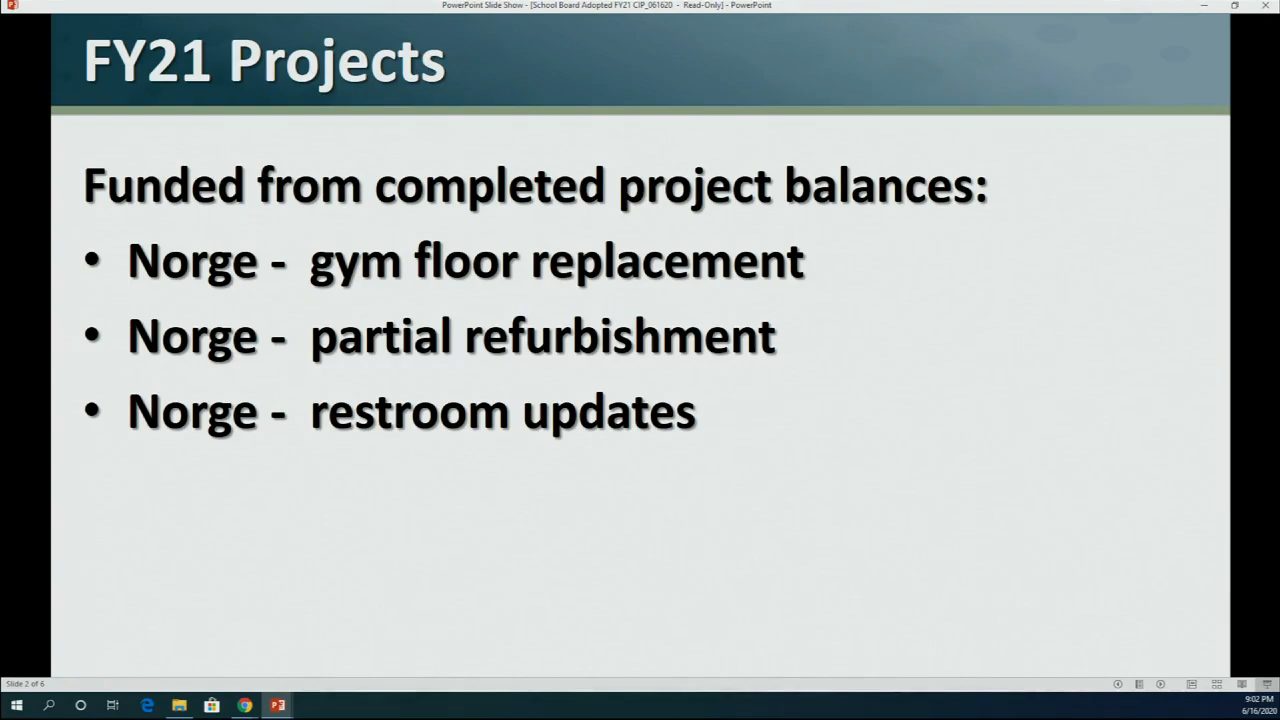 PowerPoint Slide Show - [School Board Adopted FY21 CIP_061620 - Read-Only] - PowerPoint
FY21 Projects
Funded from completed project balances:
• Norge - gym floor replacement
• Norge - partial refurbishment
• Norge - restroom updates
Slide 2 of 6
9:02 PM
6/16/2020